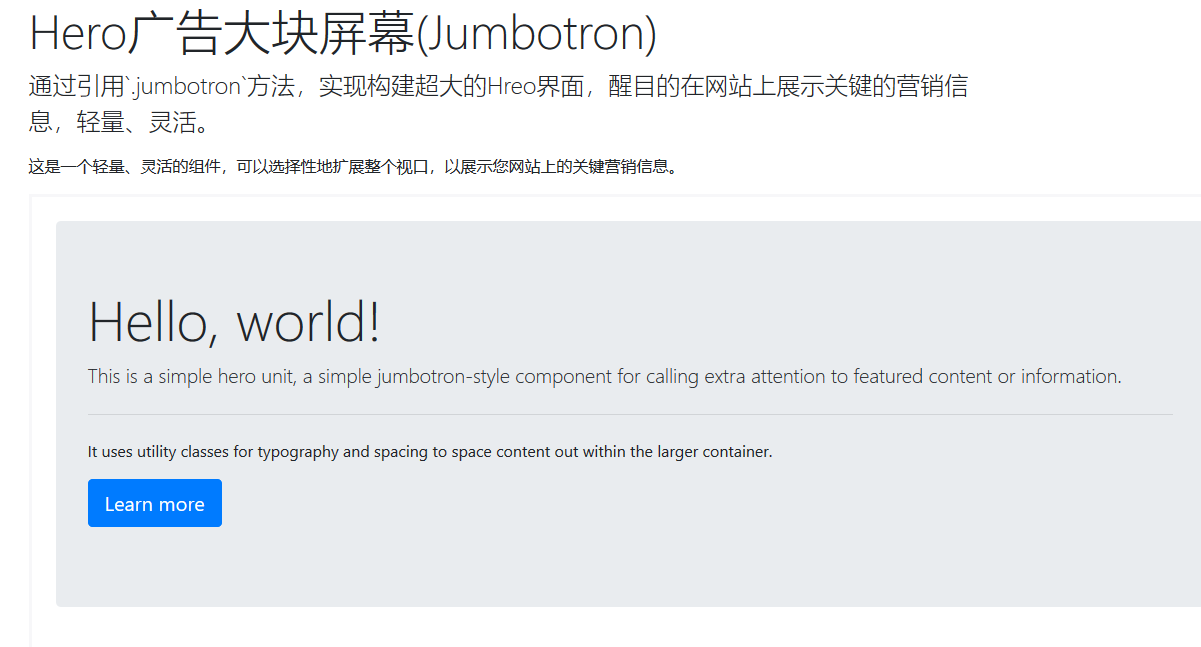 Hero广告大块屏幕(Jumbotron)
通过引用`.jumbotron`方法，实现构建超大的Hreo界面，醒目的在网站上展示关键的营销信
息，轻量、灵活。
这是一个轻量、灵活的组件，可以选择性地扩展整个视口，以展示您网站上的关键营销信息。
Hello, world!
This is a simple hero unit, a simple jumbotron-style component for calling extra attention to featured content or information.
It uses utility classes for typography and spacing to space content out within the larger container.
Learn more